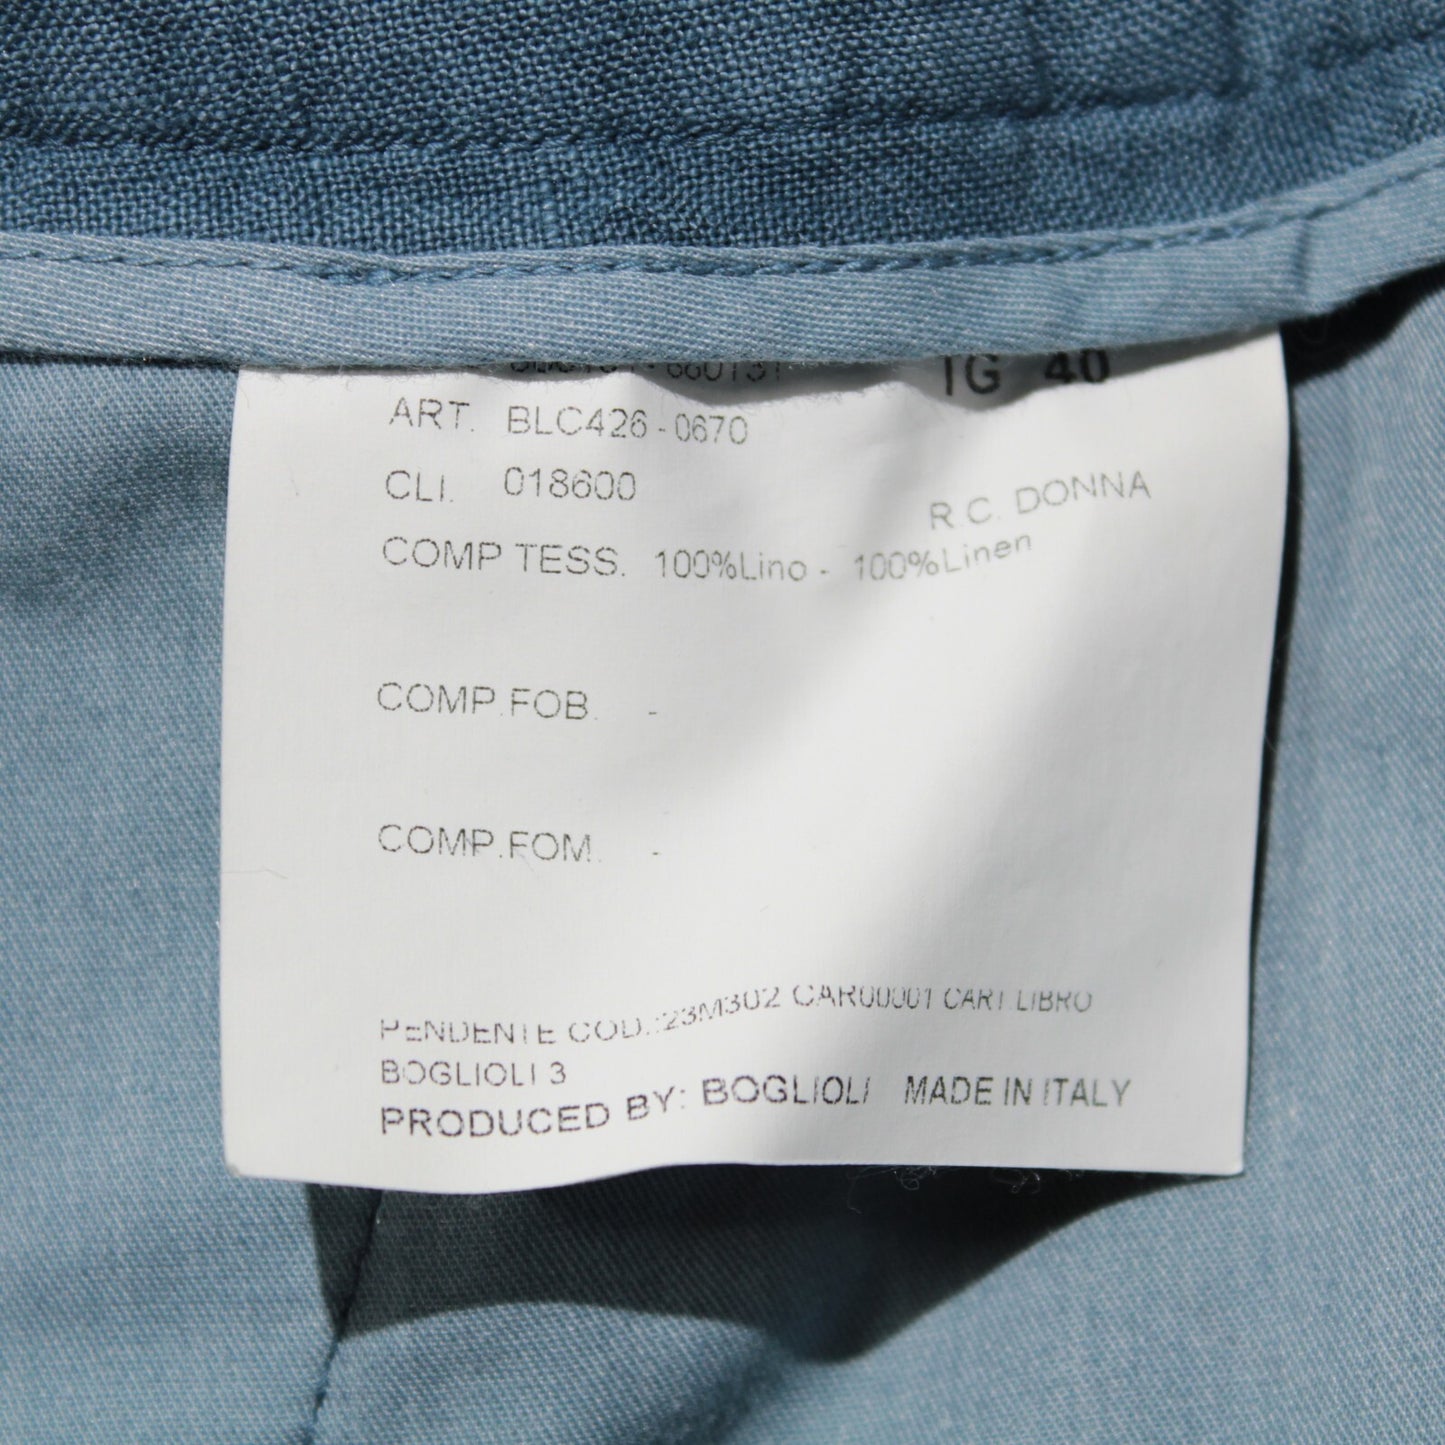 TG 40
ART. BLC426-0670
CLI. 018600
R.C. DONNA
COMP TESS. 100%Lino - 100%Linen
COMP.FOB. -
COMP.FOM. -
PENDENTE COD.:23M302 CAR00001 CART.LIBRO
BOGLIOLI 3
PRODUCED BY: BOGLIOLI MADE IN ITALY